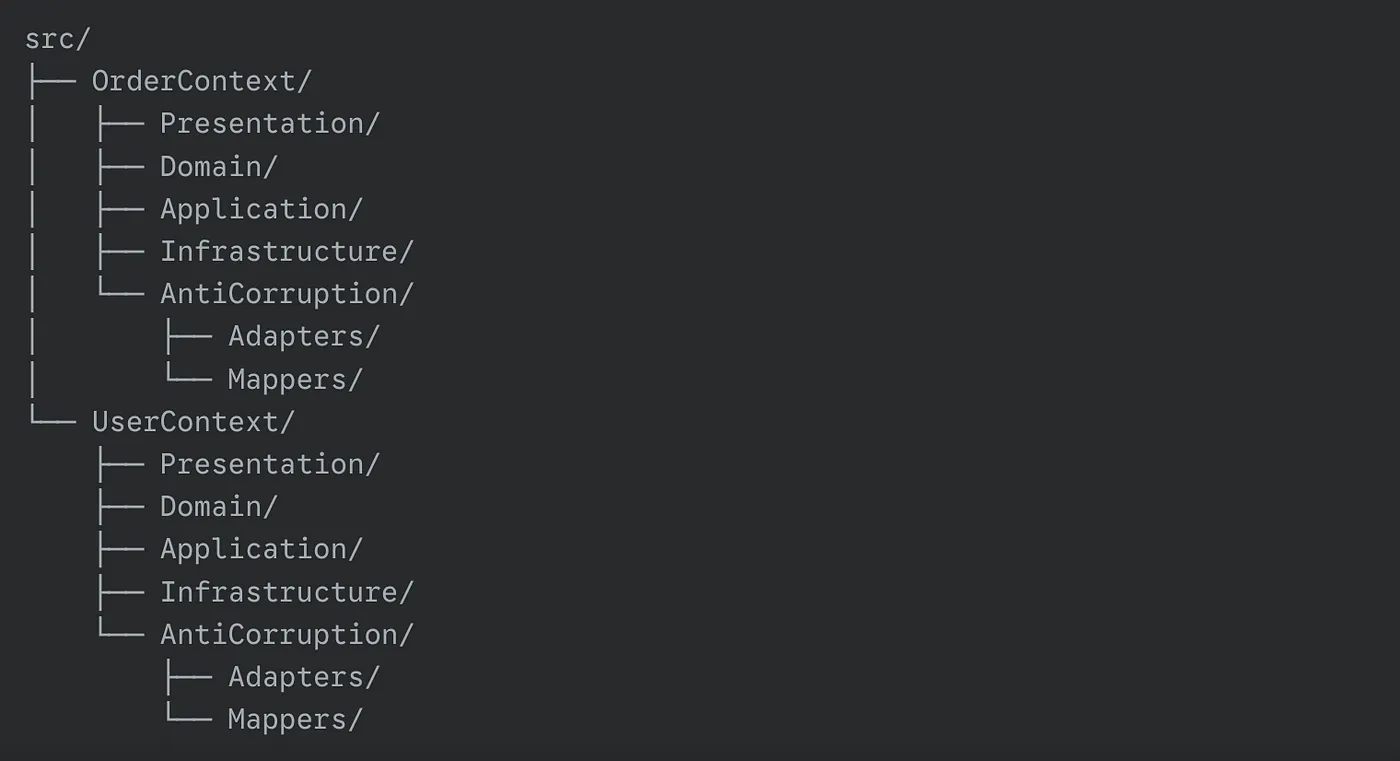 src/
├── OrderContext/
│   ├── Presentation/
│   ├── Domain/
│   ├── Application/
│   ├── Infrastructure/
│   └── AntiCorruption/
│       ├── Adapters/
│       └── Mappers/
└── UserContext/
    ├── Presentation/
    ├── Domain/
    ├── Application/
    ├── Infrastructure/
    └── AntiCorruption/
        ├── Adapters/
        └── Mappers/